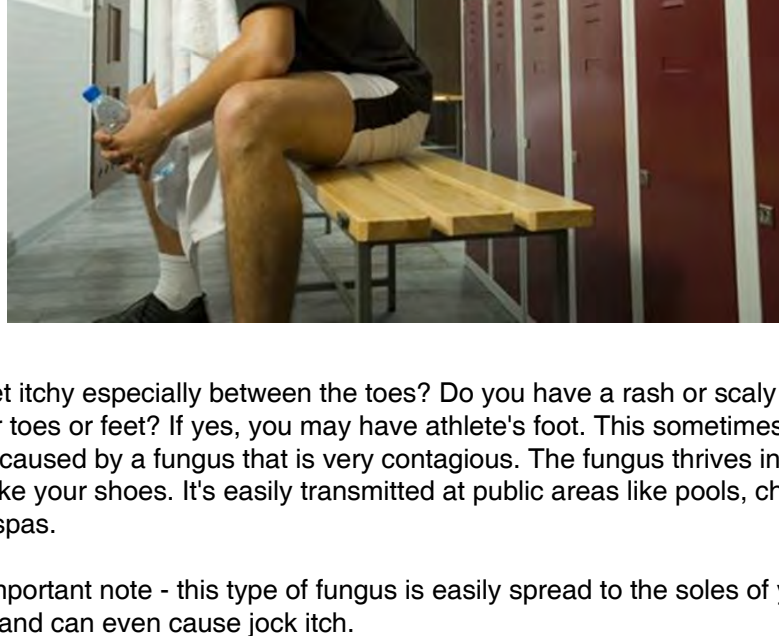 et itchy especially between the toes? Do you have a rash or scaly
toes or feet? If yes, you may have athlete's foot. This sometimes
caused by a fungus that is very contagious. The fungus thrives in
ke your shoes. It's easily transmitted at public areas like pools, ch
spas.
mportant note - this type of fungus is easily spread to the soles of y
and can even cause jock itch.